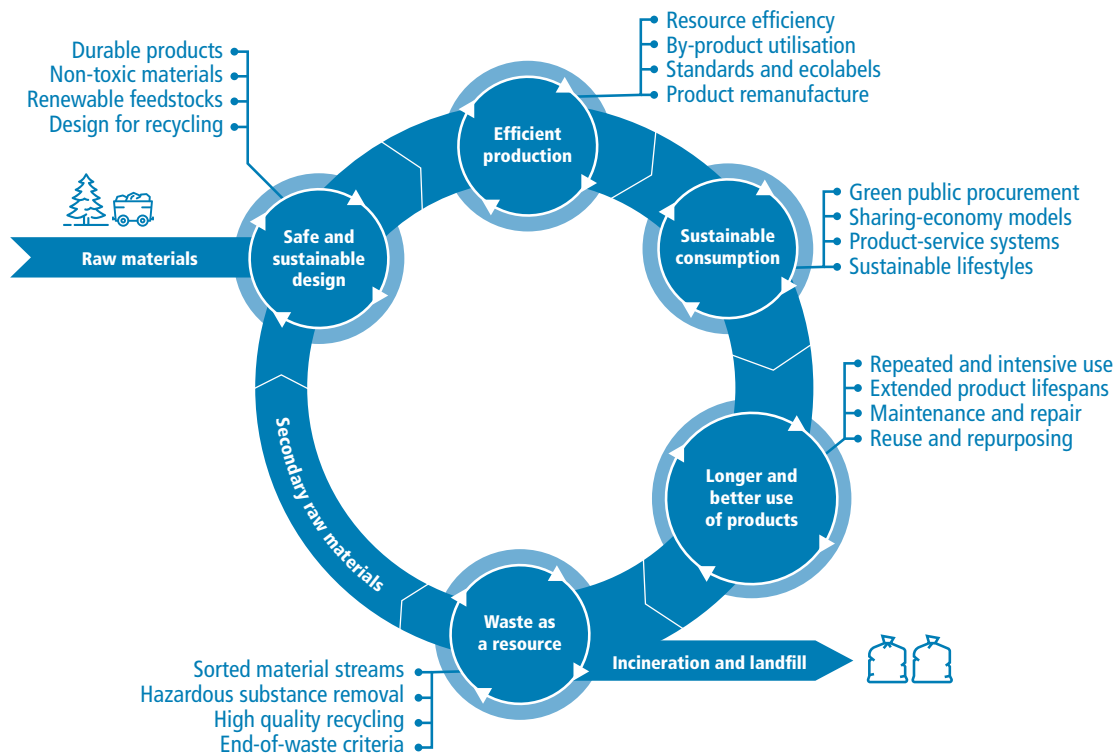 Durable products
Non-toxic materials
Renewable feedstocks
Design for recycling
Resource efficiency
By-product utilisation
Standards and ecolabels
Product remanufacture
Efficient
production
Raw materials
Safe and
sustainable
design
Sustainable
consumption
Green public procurement
Sharing-economy models
Product-service systems
Sustainable lifestyles
Repeated and intensive use
Extended product lifespans
Maintenance and repair
Reuse and repurposing
Longer and
better use
of products
Secondary raw materials
Waste as
a resource
Incineration and landfill
Sorted material streams
Hazardous substance removal
High quality recycling
End-of-waste criteria